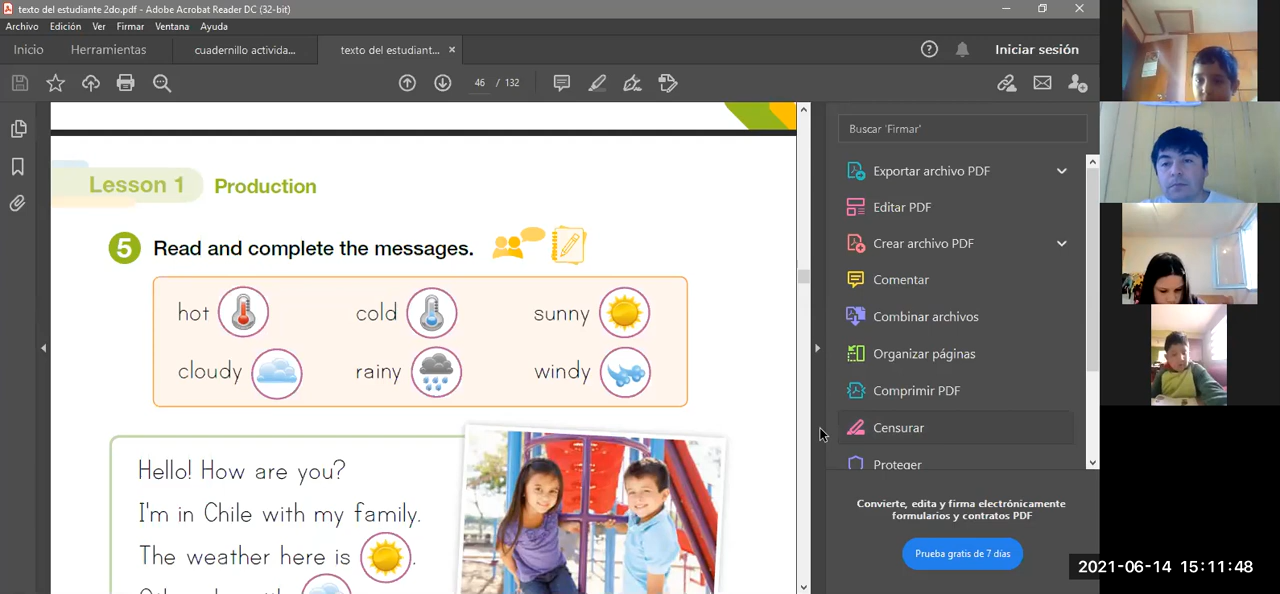 texto del estudiante 2do.pdf - Adobe Acrobat Reader DC (32-bit)
Archivo Edición Ver Firmar Ventana Ayuda
Inicio Herramientas cuadernillo activida... texto del estudiant... × Iniciar sesión
46 / 132
Buscar 'Firmar'
Exportar archivo PDF
Editar PDF
Crear archivo PDF
Comentar
Combinar archivos
Organizar páginas
Comprimir PDF
Censurar
Proteger
Convierte, edita y firma electrónicamente
formularios y contratos PDF
Prueba gratis de 7 días
Lesson 1 Production
5 Read and complete the messages.
hot cold sunny
cloudy rainy windy
Hello! How are you?
I'm in Chile with my family.
The weather here is .
2021-06-14 15:11:48